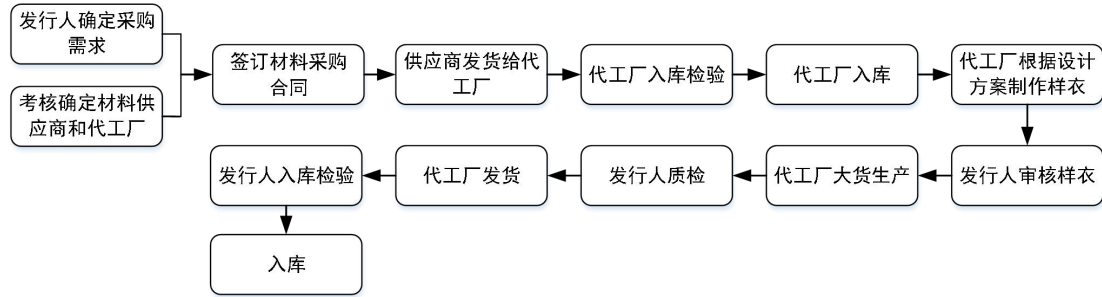 发行人确定采购
需求
考核确定材料供
应商和代工厂
签订材料采购
合同
供应商发货给代
工厂
代工厂入库检验
代工厂入库
代工厂根据设计
方案制作样衣
发行人审核样衣
代工厂大货生产
发行人质检
代工厂发货
发行人入库检验
入库